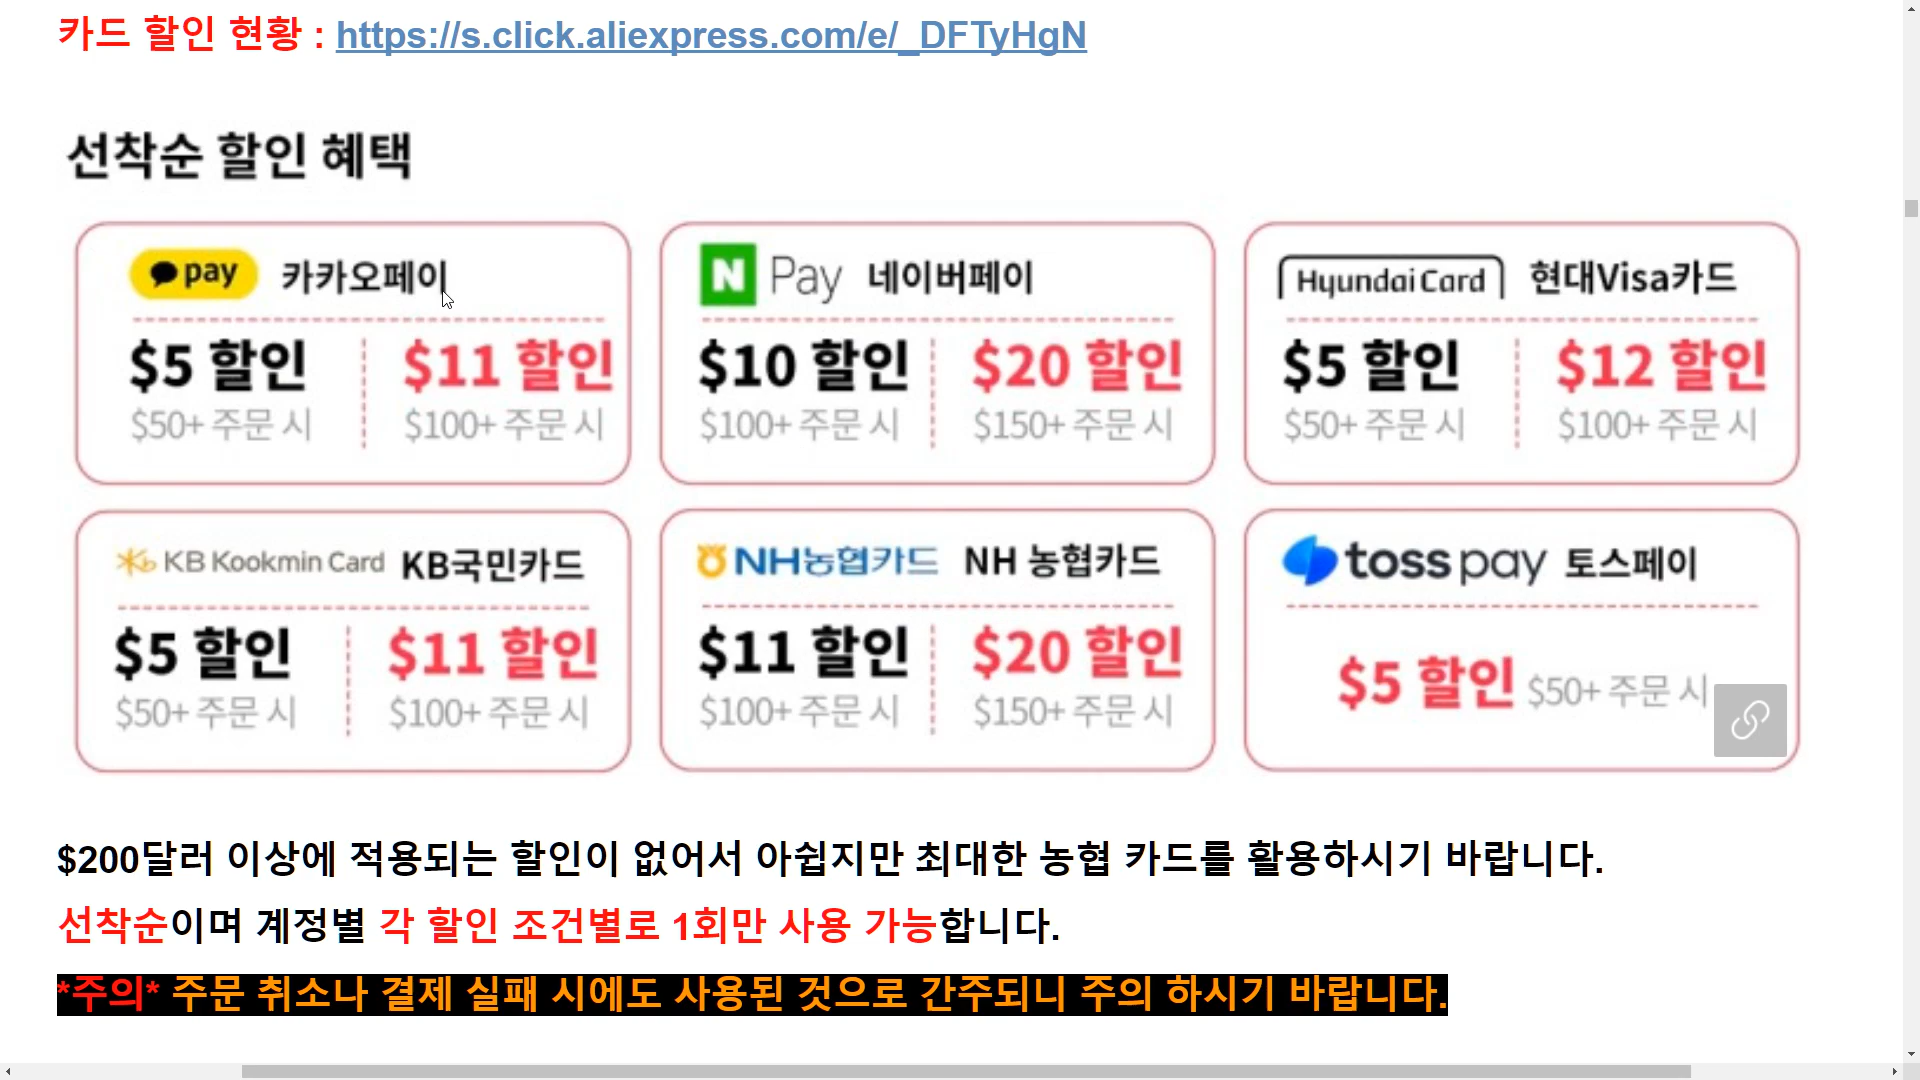 카드 할인 현황 : https://s.click.aliexpress.com/e/_DFTyHgN
선착순 할인 혜택
pay 카카오페이
$5 할인 $11 할인
$50+ 주문 시 $100+ 주문 시
N Pay 네이버페이
$10 할인 $20 할인
$100+ 주문 시 $150+ 주문 시
Hyundai Card 현대Visa카드
$5 할인 $12 할인
$50+ 주문 시 $100+ 주문 시
KB Kookmin Card KB국민카드
$5 할인 $11 할인
$50+ 주문 시 $100+ 주문 시
NH농협카드 NH 농협카드
$11 할인 $20 할인
$100+ 주문 시 $150+ 주문 시
toss pay 토스페이
$5 할인 $50+ 주문 시
$200달러 이상에 적용되는 할인이 없어서 아쉽지만 최대한 농협 카드를 활용하시기 바랍니다.
선착순이며 계정별 각 할인 조건별로 1회만 사용 가능합니다.
*주의* 주문 취소나 결제 실패 시에도 사용된 것으로 간주되니 주의 하시기 바랍니다.